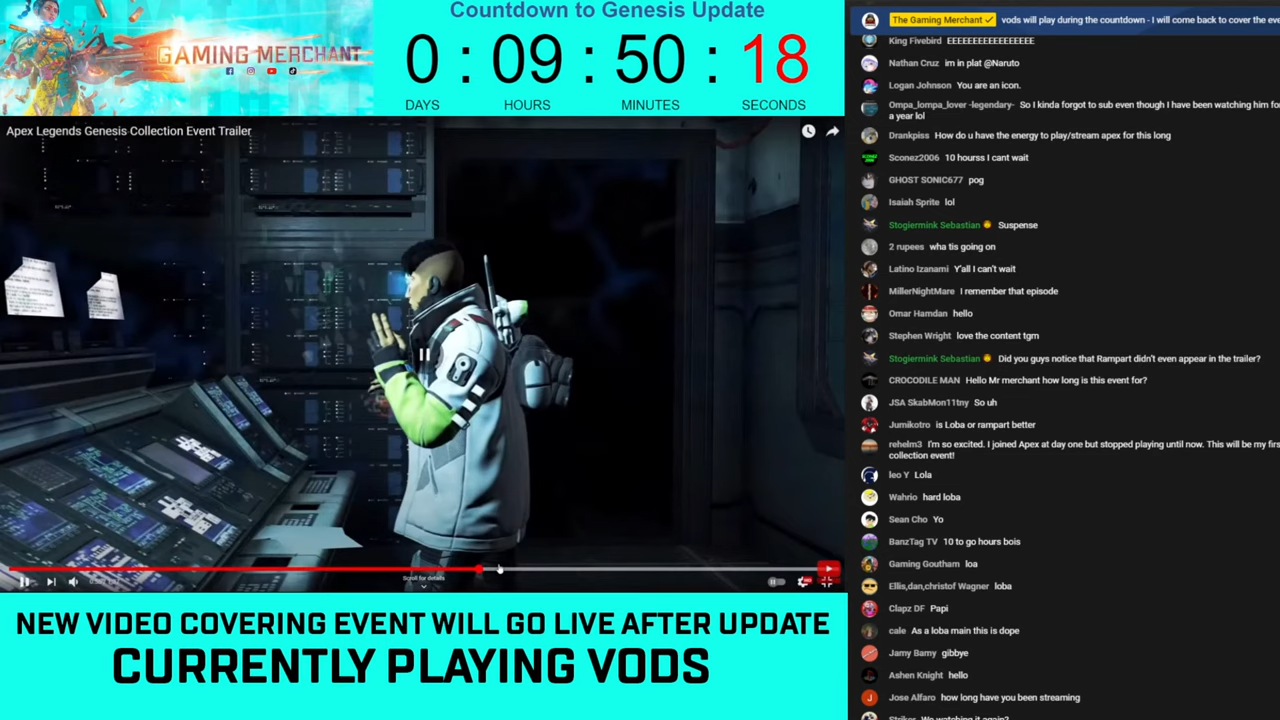 GAMING MERCHANT
Countdown to Genesis Update
0 : 09 : 50 : 18
DAYS HOURS MINUTES SECONDS
Apex Legends Genesis Collection Event Trailer
Scroll for details
NEW VIDEO COVERING EVENT WILL GO LIVE AFTER UPDATE
CURRENTLY PLAYING VODS
The Gaming Merchant vods will play during the countdown - I will come back to cover the eve
King Fivebird EEEEEEEEEEEEEEEEE
Nathan Cruz im in plat @Naruto
Logan Johnson You are an icon.
Ompa_lompa_lover -legendary- So I kinda forgot to sub even though I have been watching him for
a year lol
Drankpiss How do u have the energy to play/stream apex for this long
Sconez2006 10 hourss I cant wait
GHOST SONIC677 pog
Isaiah Sprite lol
Stogiermink Sebastian Suspense
2 rupees wha tis going on
Latino Izanami Y'all I can't wait
MillerNightMare I remember that episode
Omar Hamdan hello
Stephen Wright love the content tgm
Stogiermink Sebastian Did you guys notice that Rampart didn't even appear in the trailer?
CROCODILE MAN Hello Mr merchant how long is this event for?
JSA SkabMon11tny So uh
Jumikotro is Loba or rampart better
rehelm3 I'm so excited. I joined Apex at day one but stopped playing until now. This will be my firs
collection event!
leo Y Lola
Wahrio hard loba
Sean Cho Yo
BanzTag TV 10 to go hours bois
Gaming Goutham loa
Ellis,dan,christof Wagner loba
Clapz DF Papi
cale As a loba main this is dope
Jamy Bamy gibbye
Ashen Knight hello
Jose Alfaro how long have you been streaming
Striker We watching it again?